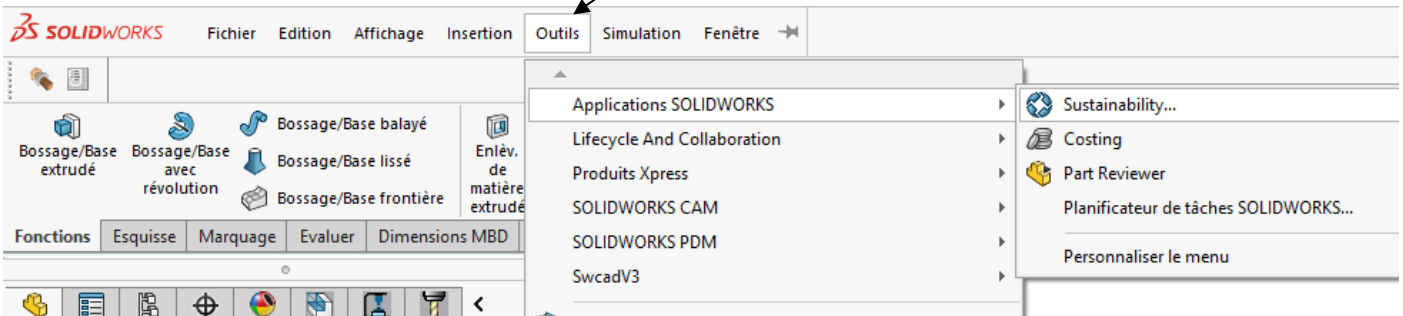 SOLIDWORKS Fichier Edition Affichage Insertion Outils Simulation Fenêtre
Bossage/Base
extrudé
Bossage/Base
avec
révolution
Bossage/Base balayé
Bossage/Base lissé
Bossage/Base frontière
Enlèv.
de
matière
extrudé
Fonctions Esquisse Marquage Evaluer Dimensions MBD
Applications SOLIDWORKS
Lifecycle And Collaboration
Produits Xpress
SOLIDWORKS CAM
SOLIDWORKS PDM
SwcadV3
Sustainability...
Costing
Part Reviewer
Planificateur de tâches SOLIDWORKS...
Personnaliser le menu